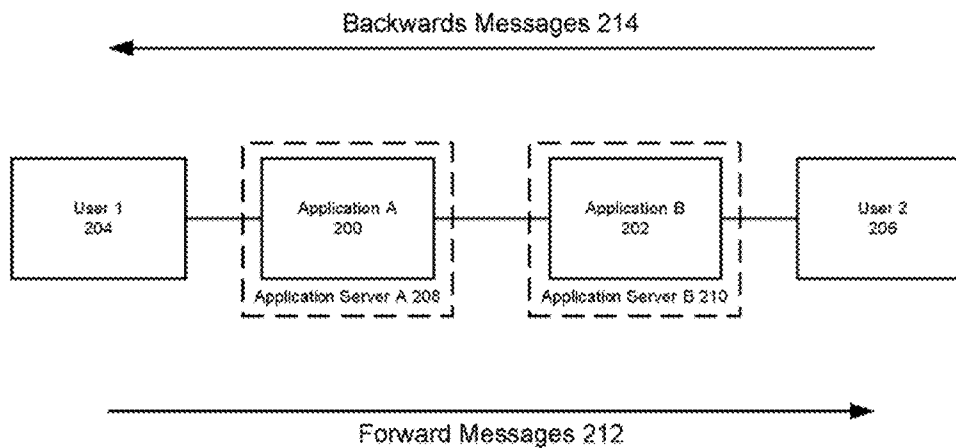 Backwards Messages 214
User 1
204
Application A
200
Application B
202
User 2
206
Application Server A 208
Application Server B 210
Forward Messages 212